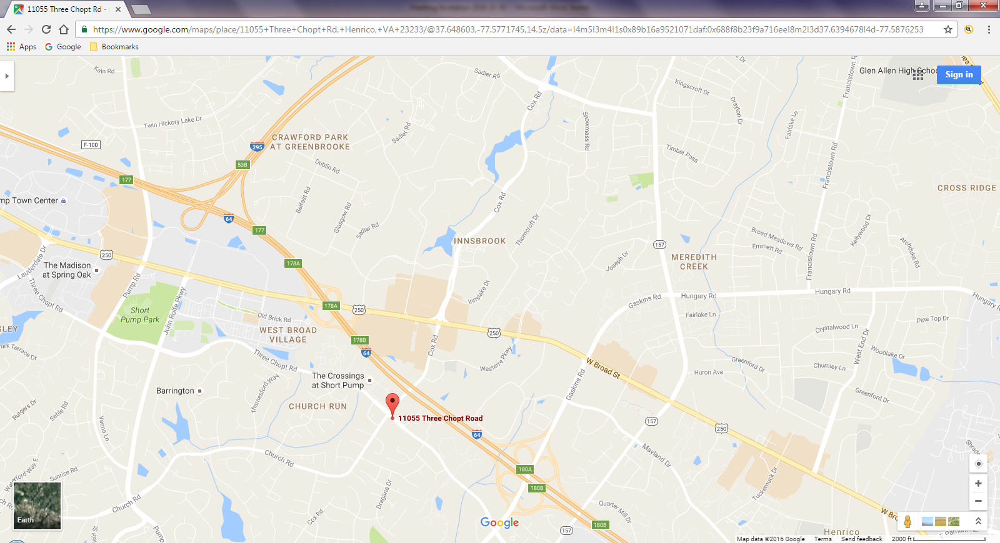 11055 Three Chopt Rd -
https://www.google.com/maps/place/11055+Three+Chopt+Rd,+Henrico,+VA+23233/@37.648603,-77.5771745,14.5z/data=!4m5!3m4!1s0x89b16a9521071daf:0x688f8b23f9a716ee!8m2!3d37.6394678!4d-77.5876253
Apps
Google
Bookmarks
Kain Rd
Sadler Rd
Cox Rd
Kingscroft Dr
Drayton Dr
Francistown Rd
Glen Allen High Schoo
Sign in
Twin Hickory Lake Dr
Sadler Rd
Snowmass Rd
Fairlake Ln
F-100
CRAWFORD PARK
AT GREENBROOKE
295
Timber Pass
Francistown Rd
53B
Dublin Rd
177
CROSS RIDGE
mp Town Center
Belfast Rd
Glasgow Rd
Cox Rd
64
177
Sadler Rd
Thorncroft Dr
Kellywood Dr
Broad Meadows Rd
Emmett Rd
Archduke Rd
INNSBROOK
157
250
Lauderdale Dr
178A
Joseph Dr
MEREDITH
CREEK
Francistown Rd
The Madison
at Spring Oak
Pump Rd
Three Chopt Rd
John Rolfe Pkwy
Innslake Dr
Gaskins Rd
Hungary Rd
Hungary Rd
Hungary R
Short
Pump Park
178A
250
Old Brick Rd
Fairlake Ln
Pine Top Dr
SLEY
WEST BROAD
VILLAGE
250
Crystalwood Ln
West End Dr
178B
64
Cox Rd
Park Terrace Dr
Three Chopt Rd
Westerre Pkwy
W Broad St
Greenford Dr
Woodlake Dr
Churnley Ln
Huron Ave
The Crossings
at Short Pump
Thamesford Way
Gaskins Rd
Greenford Dr
Barrington
Rutgers Dr
Sable Rd
CHURCH RUN
11055 Three Chopt Road
157
250
64
Vanna Ln
Mayland Dr
Church Rd
Waterford Way E
Sunrise Rd
180A
180B
Tuckernuck Dr
Dragana Dr
Church Rd
Cox Rd
Quarter Mill Dr
Earth
Google
180B
157
W Bro
Pump
Henrico
E Parham Rd
Map data ©2016 Google
Terms
Send feedback
2000 ft